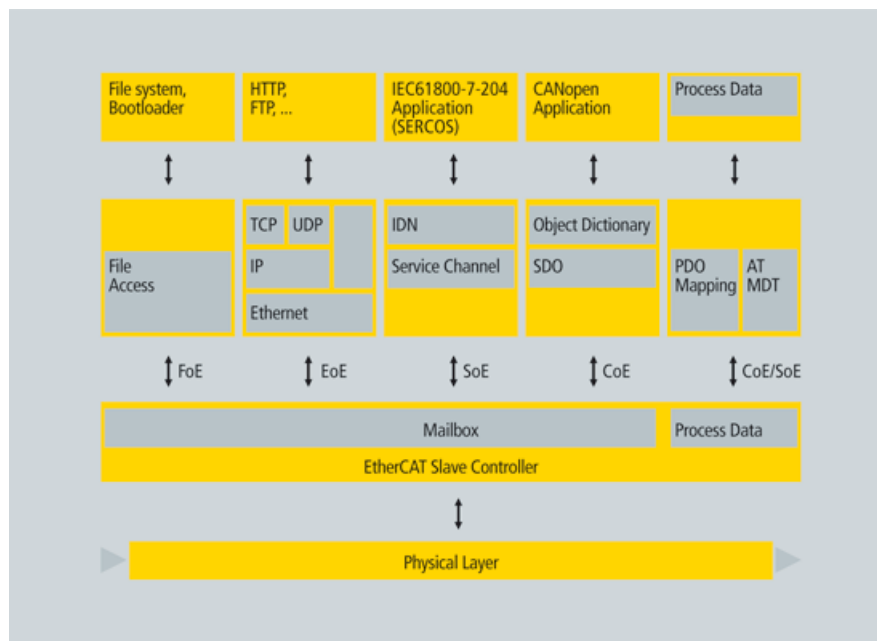 File system,
Bootloader
HTTP,
FTP, ...
IEC61800-7-204
Application
(SERCOS)
CANopen
Application
Process Data
File
Access
TCP
UDP
IP
Ethernet
IDN
Service Channel
Object Dictionary
SDO
PDO
Mapping
AT
MDT
FoE
EoE
SoE
CoE
CoE/SoE
Mailbox
Process Data
EtherCAT Slave Controller
Physical Layer